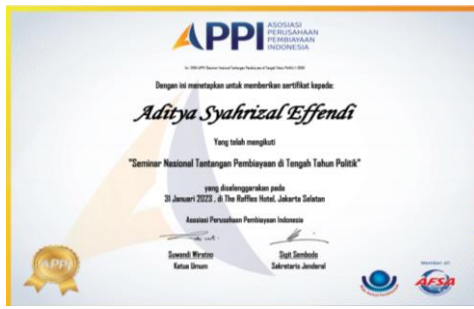 APPI
ASOSIASI
PERUSAHAAN
PEMBIAYAAN
INDONESIA
Dengan ini menetapkan untuk memberikan sertifikat kepada:
Aditya Syahrizal Effendi
Yang telah mengikuti
"Seminar Nasional Tantangan Pembiayaan di Tengah Tahun Politik"
yang diselenggarakan pada
31 Januari 2023 , di The Raffles Hotel, Jakarta Selatan
Asosiasi Perusahaan Pembiayaan Indonesia
Suwandi Wiratno
Ketua Umum
Sigit Sembodo
Sekretaris Jenderal
APPI
Member of:
AFSA